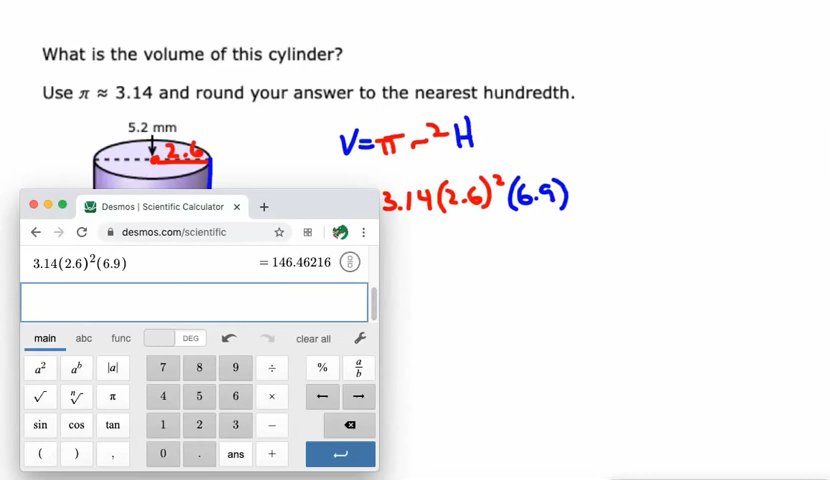 What is the volume of this cylinder?
Use π ≈ 3.14 and round your answer to the nearest hundredth.
5.2 mm
2.6
V=πr²H
3.14(2.6)²(6.9)
Desmos | Scientific Calculator × +
desmos.com/scientific
3.14(2.6)²(6.9) = 146.46216
DEG
main abc func DEG clear all
a² aᵇ |a| 7 8 9 ÷ % a/b
√ ⁿ√ π 4 5 6 × ← →
sin cos tan 1 2 3 −
( ) , 0 . ans +